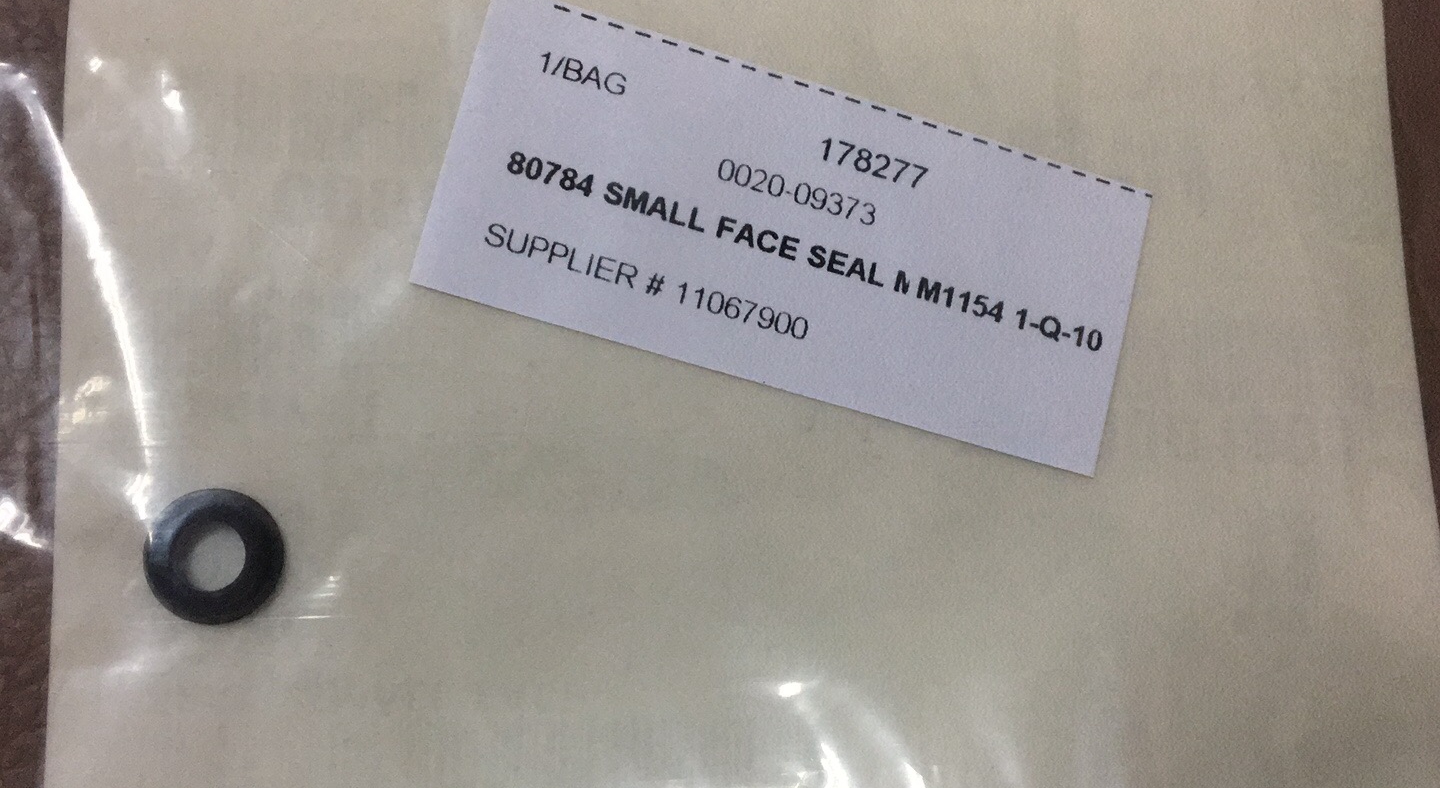 1/BAG
178277
0020-09373
80784 SMALL FACE SEAL M M1154 1-Q-10
SUPPLIER # 11067900